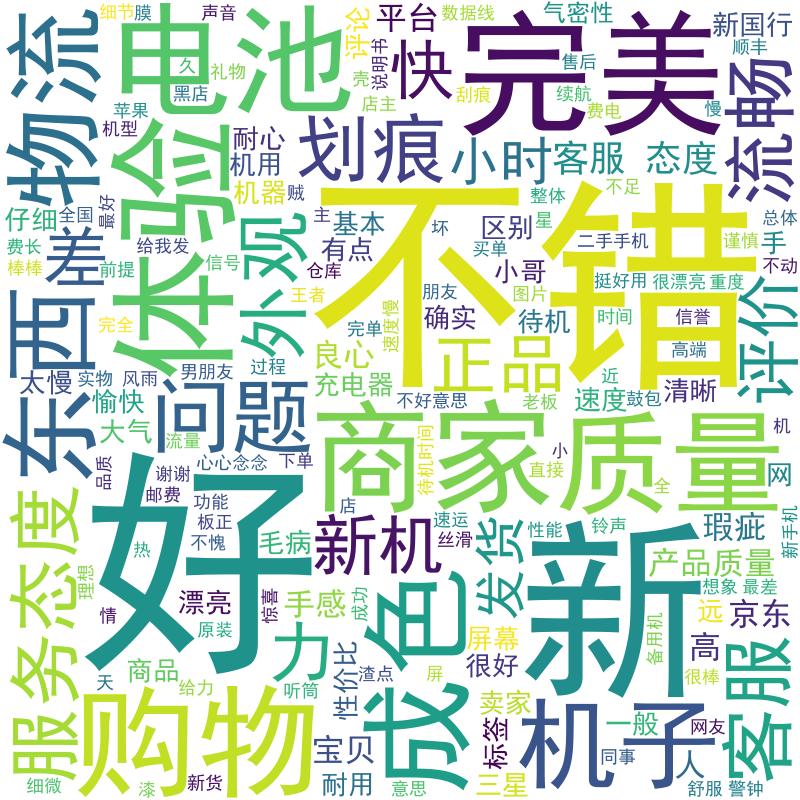 细节
膜
声音
评论
平台
数据线
气密性
新国行
物流
电池
快
完美
久
礼物
说明书
售后
顺丰
黑店
壳
店主
刮痕
续航
费电
慢
流畅
苹果
机型
体验
耐心
划痕
小时
客服
态度
机用
机器
贼
不错
整体
不足
最好
仔细
全国
差
外观
主
基本
坏
区别
星
买单
二手手机
谨慎
总体
手
费长
给我发
有点
棒棒
前提
信号
仓库
小哥
挺好用
很漂亮
重度
不动
东西
王者
朋友
图片
完全
完单
速度慢
确实
待机
时间
信誉
评价
过程
良心
正品
高端
太慢
实物
风雨
男朋友
充电器
近
清晰
愉快
问题
不好意思
老板
速度
鼓包
大气
流量
商家
质量
机
待机时间
小
品质
谢谢
心心念念
下单
直接
网
全
好
邮费
功能
店
服务态度
板正
新机
速运
性能
铃声
瑕疵
新手机
热
不愧
毛病
丝滑
发货
新
产品质量
理想
漂亮
惊喜
手感
成功
成色
想象
最差
情
原装
力
屏幕
远
京东
备用机
高
商品
很好
天
给力
听筒
性价比
渣点
屏
很棒
客服
购物
卖家
标签
机子
一般
网友
宝贝
同事
人
细微
漆
新货
耐用
意思
三星
舒服
警钟